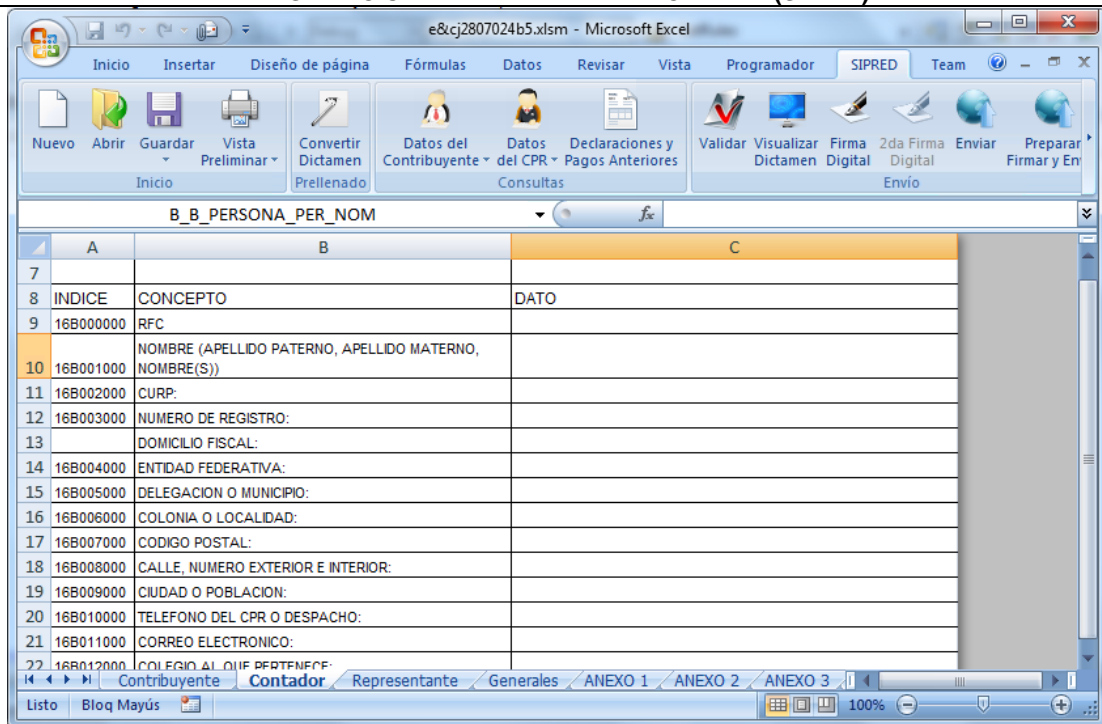 e&cj2807024b5.xlsm - Microsoft Excel
Inicio Insertar Diseño de página Fórmulas Datos Revisar Vista Programador SIPRED Team
Nuevo Abrir Guardar Vista Preliminar Convertir Dictamen Datos del Contribuyente Datos del CPR Declaraciones y Pagos Anteriores Validar Visualizar Dictamen Firma Digital 2da Firma Digital Enviar Preparar Firmar y En
Inicio Prellenado Consultas Envío
B_B_PERSONA_PER_NOM fx
A B C
7
8 INDICE CONCEPTO DATO
9 16B000000 RFC
NOMBRE (APELLIDO PATERNO, APELLIDO MATERNO,
10 16B001000 NOMBRE(S))
11 16B002000 CURP:
12 16B003000 NUMERO DE REGISTRO:
13 DOMICILIO FISCAL:
14 16B004000 ENTIDAD FEDERATIVA:
15 16B005000 DELEGACION O MUNICIPIO:
16 16B006000 COLONIA O LOCALIDAD:
17 16B007000 CODIGO POSTAL:
18 16B008000 CALLE, NUMERO EXTERIOR E INTERIOR:
19 16B009000 CIUDAD O POBLACION:
20 16B010000 TELEFONO DEL CPR O DESPACHO:
21 16B011000 CORREO ELECTRONICO:
22 16B012000 COLEGIO AL QUE PERTENECE:
Contribuyente Contador Representante Generales ANEXO 1 ANEXO 2 ANEXO 3
Listo Bloq Mayús 100%